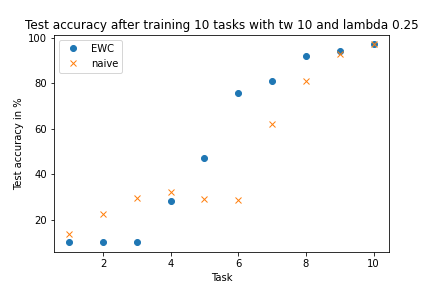 Test accuracy after training 10 tasks with tw 10 and lambda 0.25
100
EWC
naive
80
60
40
20
Test accuracy in %
2 4 6 8 10
Task